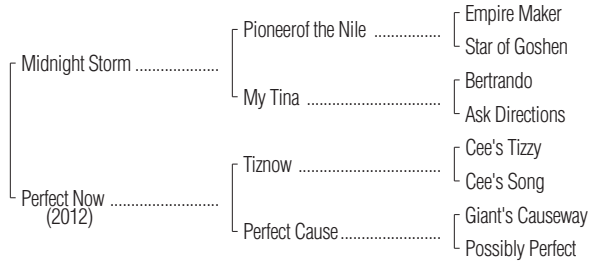 Empire Maker
Pioneerof the Nile ..................
Star of Goshen
Midnight Storm ....................
Bertrando
My Tina ................................
Ask Directions
Cee's Tizzy
Tiznow ..................................
Cee's Song
Perfect Now ..........................
(2012)
Giant's Causeway
Perfect Cause........................
Possibly Perfect